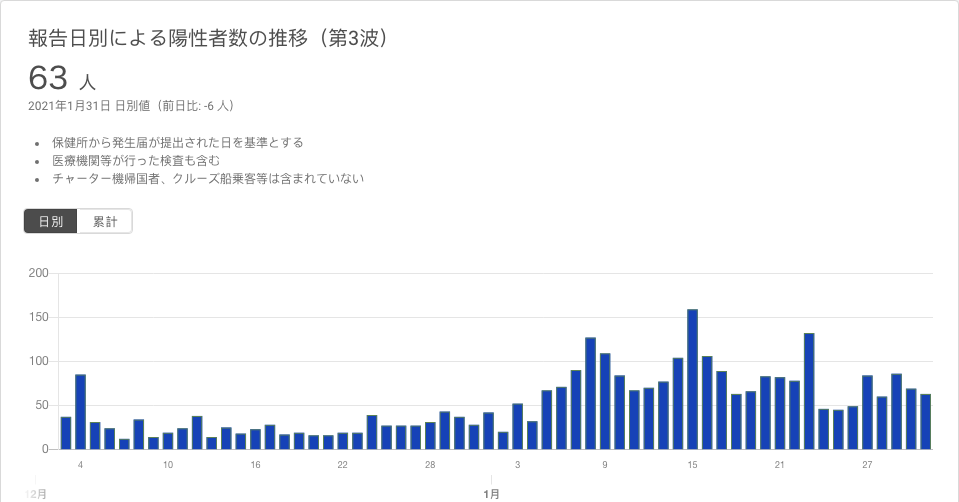 報告日別による陽性者数の推移（第3波）
63 人
2021年1月31日 日別値（前日比: -6 人）
• 保健所から発生届が提出された日を基準とする
• 医療機関等が行った検査も含む
• チャーター機帰国者、クルーズ船乗客等は含まれていない
日別 累計
200
150
100
50
0
4 10 16 22 28 3 9 15 21 27
12月 1月